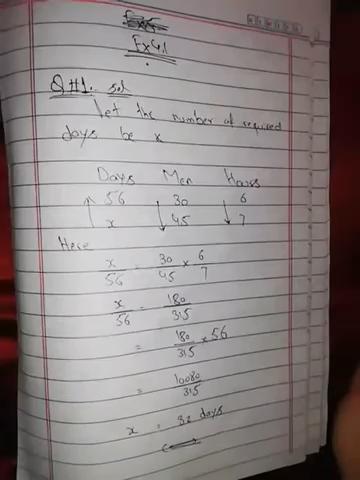 Ex 4.1
Q #1. Sol
let the number of required
days be x
Days Men Hours
↑ 56 ↓ 30 ↓ 6
x 45 7
Here
x/56 = 30/45 × 6/7
x/56 = 180/315
= 180/315 × 56
= 10080/315
x = 32 days